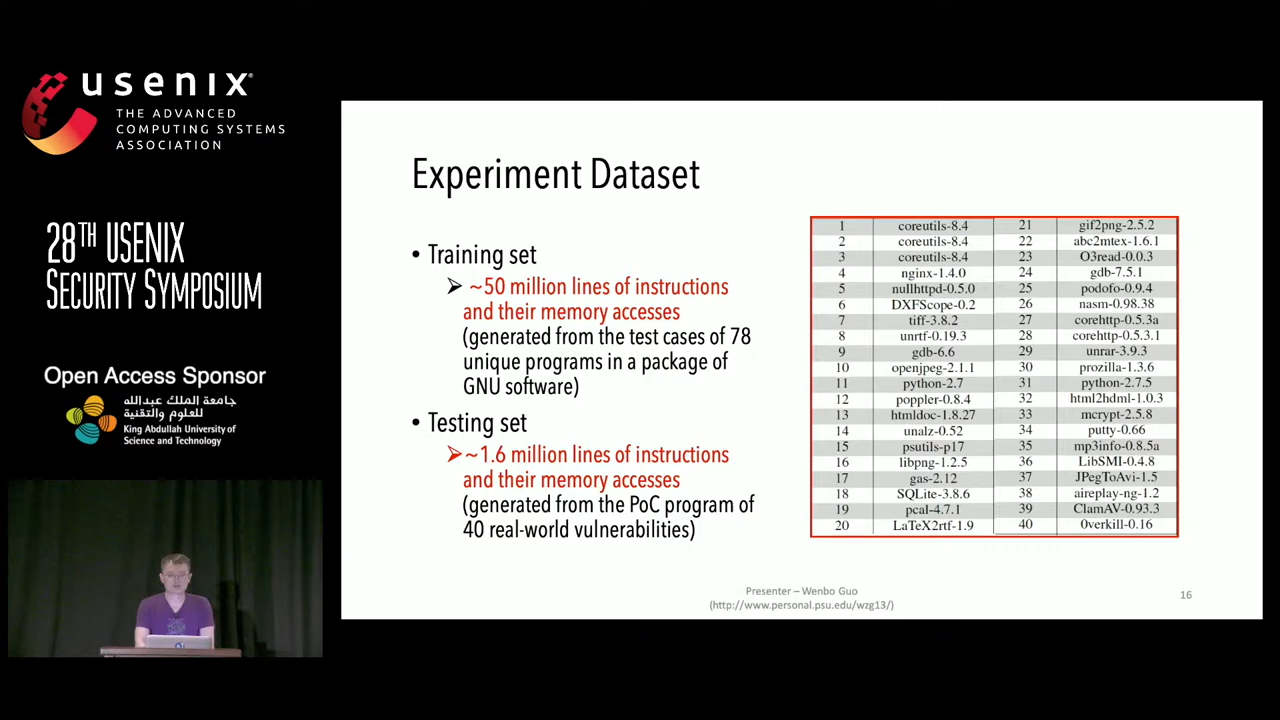 usenix
THE ADVANCED
COMPUTING SYSTEMS
ASSOCIATION
28TH USENIX
SECURITY SYMPOSIUM
Open Access Sponsor
جامعة الملك عبدالله
للعلوم والتقنية
King Abdullah University of
Science and Technology
Experiment Dataset
• Training set
➢ ~50 million lines of instructions
and their memory accesses
(generated from the test cases of 78
unique programs in a package of
GNU software)
• Testing set
➢~1.6 million lines of instructions
and their memory accesses
(generated from the PoC program of
40 real-world vulnerabilities)
1 coreutils-8.4 21 gif2png-2.5.2
2 coreutils-8.4 22 abc2mtex-1.6.1
3 coreutils-8.4 23 O3read-0.0.3
4 nginx-1.4.0 24 gdb-7.5.1
5 nullhttpd-0.5.0 25 podofo-0.9.4
6 DXFScope-0.2 26 nasm-0.98.38
7 tiff-3.8.2 27 corehttp-0.5.3a
8 unrtf-0.19.3 28 corehttp-0.5.3.1
9 gdb-6.6 29 unrar-3.9.3
10 openjpeg-2.1.1 30 prozilla-1.3.6
11 python-2.7 31 python-2.7.5
12 poppler-0.8.4 32 html2hdml-1.0.3
13 htmldoc-1.8.27 33 mcrypt-2.5.8
14 unalz-0.52 34 putty-0.66
15 psutils-p17 35 mp3info-0.8.5a
16 libpng-1.2.5 36 LibSMI-0.4.8
17 gas-2.12 37 JPegToAvi-1.5
18 SQLite-3.8.6 38 aireplay-ng-1.2
19 pcal-4.7.1 39 ClamAV-0.93.3
20 LaTeX2rtf-1.9 40 0verkill-0.16
Presenter – Wenbo Guo
(http://www.personal.psu.edu/wzg13/)
16